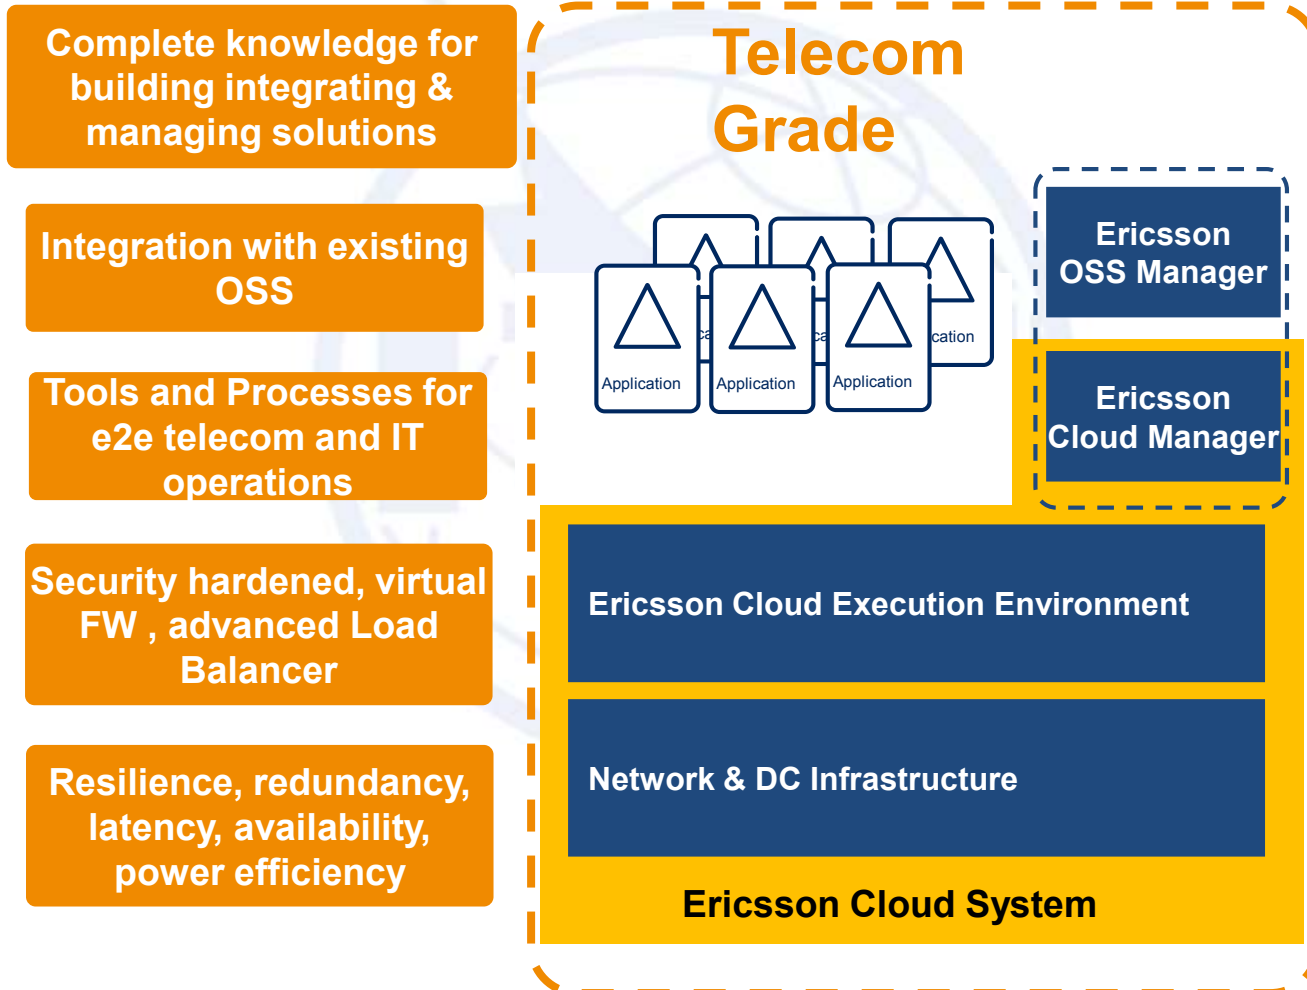 Complete knowledge for
building integrating &
managing solutions
Integration with existing
OSS
Tools and Processes for
e2e telecom and IT
operations
Security hardened, virtual
FW , advanced Load
Balancer
Resilience, redundancy,
latency, availability,
power efficiency
Telecom
Grade
Application
Application
Application
cation
Ericsson
OSS Manager
Ericsson
Cloud Manager
Ericsson Cloud Execution Environment
Network & DC Infrastructure
Ericsson Cloud System